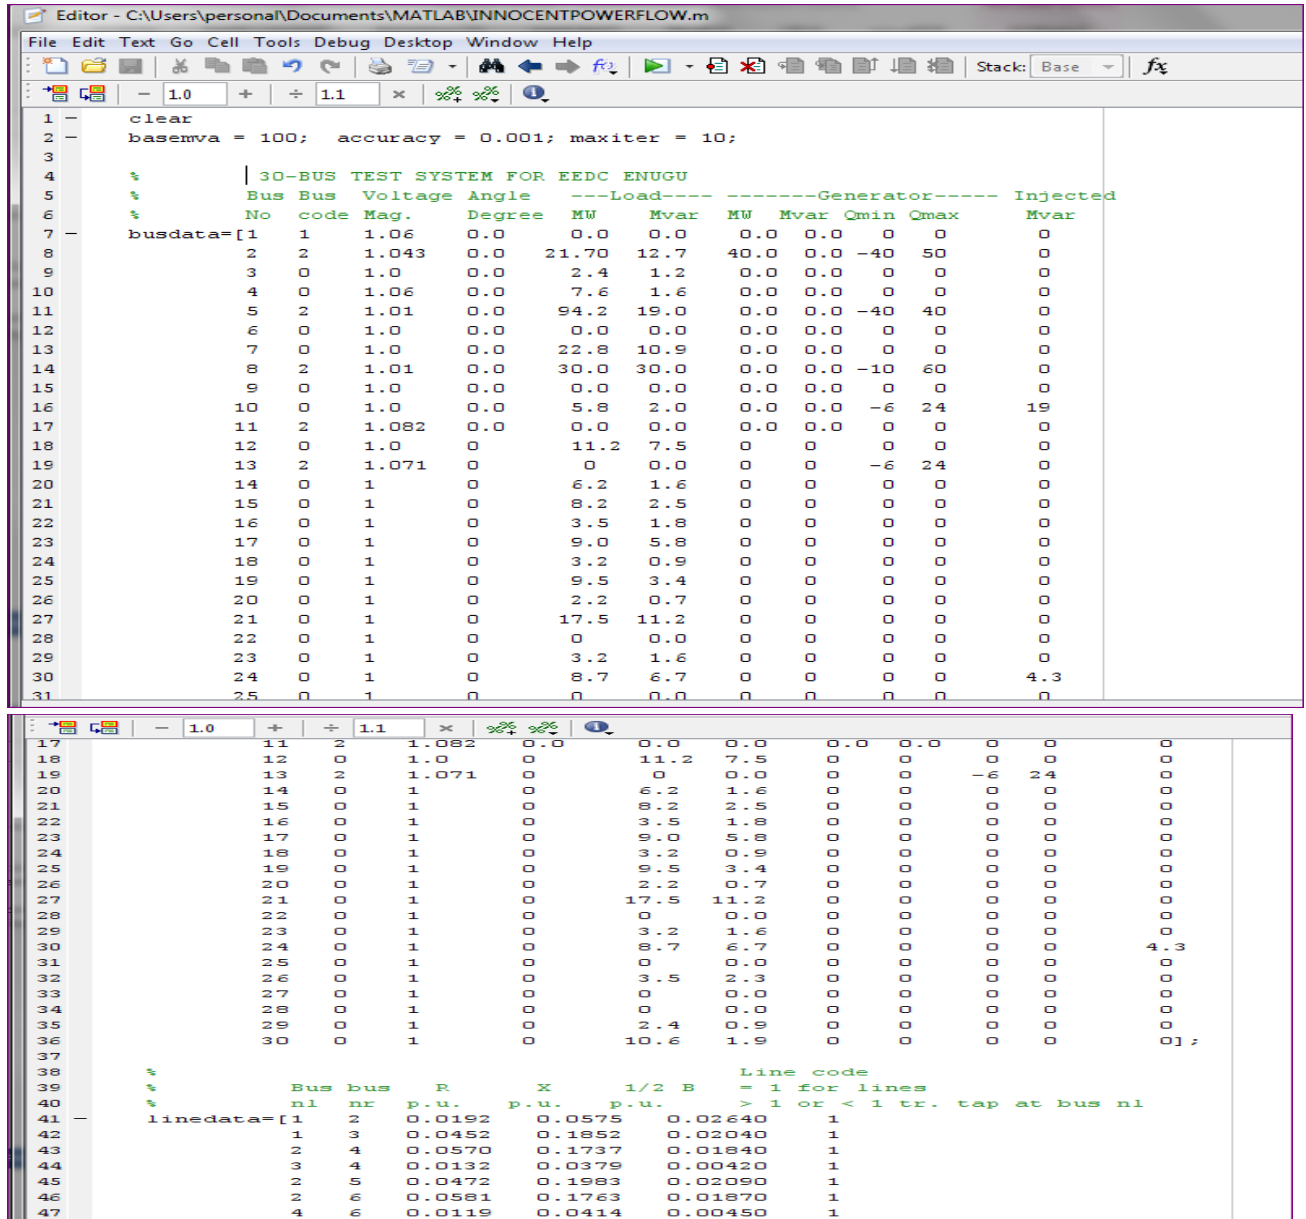 Editor - C:\Users\personal\Documents\MATLAB\INNOCENTPOWERFLOW.m
File Edit Text Go Cell Tools Debug Desktop Window Help
Stack: Base fx
- 1.0 + ÷ 1.1 ×
1 - clear
2 - basemva = 100; accuracy = 0.001; maxiter = 10;
3
4 % 30-BUS TEST SYSTEM FOR EEDC ENUGU
5 % Bus Bus Voltage Angle ---Load---- -------Generator----- Injected
6 % No code Mag. Degree MW Mvar MW Mvar Qmin Qmax Mvar
7 - busdata=[1 1 1.06 0.0 0.0 0.0 0.0 0.0 0 0 0
8 2 2 1.043 0.0 21.70 12.7 40.0 0.0 -40 50 0
9 3 0 1.0 0.0 2.4 1.2 0.0 0.0 0 0 0
10 4 0 1.06 0.0 7.6 1.6 0.0 0.0 0 0 0
11 5 2 1.01 0.0 94.2 19.0 0.0 0.0 -40 40 0
12 6 0 1.0 0.0 0.0 0.0 0.0 0.0 0 0 0
13 7 0 1.0 0.0 22.8 10.9 0.0 0.0 0 0 0
14 8 2 1.01 0.0 30.0 30.0 0.0 0.0 -10 60 0
15 9 0 1.0 0.0 0.0 0.0 0.0 0.0 0 0 0
16 10 0 1.0 0.0 5.8 2.0 0.0 0.0 -6 24 19
17 11 2 1.082 0.0 0.0 0.0 0.0 0.0 0 0 0
18 12 0 1.0 0 11.2 7.5 0 0 0 0 0
19 13 2 1.071 0 0 0.0 0 0 -6 24 0
20 14 0 1 0 6.2 1.6 0 0 0 0 0
21 15 0 1 0 8.2 2.5 0 0 0 0 0
22 16 0 1 0 3.5 1.8 0 0 0 0 0
23 17 0 1 0 9.0 5.8 0 0 0 0 0
24 18 0 1 0 3.2 0.9 0 0 0 0 0
25 19 0 1 0 9.5 3.4 0 0 0 0 0
26 20 0 1 0 2.2 0.7 0 0 0 0 0
27 21 0 1 0 17.5 11.2 0 0 0 0 0
28 22 0 1 0 0 0.0 0 0 0 0 0
29 23 0 1 0 3.2 1.6 0 0 0 0 0
30 24 0 1 0 8.7 6.7 0 0 0 0 4.3
31 25 0 1 0 0 0.0 0 0 0 0 0
- 1.0 + ÷ 1.1 ×
17 11 2 1.082 0.0 0.0 0.0 0.0 0.0 0 0 0
18 12 0 1.0 0 11.2 7.5 0 0 0 0 0
19 13 2 1.071 0 0 0.0 0 0 -6 24 0
20 14 0 1 0 6.2 1.6 0 0 0 0 0
21 15 0 1 0 8.2 2.5 0 0 0 0 0
22 16 0 1 0 3.5 1.8 0 0 0 0 0
23 17 0 1 0 9.0 5.8 0 0 0 0 0
24 18 0 1 0 3.2 0.9 0 0 0 0 0
25 19 0 1 0 9.5 3.4 0 0 0 0 0
26 20 0 1 0 2.2 0.7 0 0 0 0 0
27 21 0 1 0 17.5 11.2 0 0 0 0 0
28 22 0 1 0 0 0.0 0 0 0 0 0
29 23 0 1 0 3.2 1.6 0 0 0 0 0
30 24 0 1 0 8.7 6.7 0 0 0 0 4.3
31 25 0 1 0 0 0.0 0 0 0 0 0
32 26 0 1 0 3.5 2.3 0 0 0 0 0
33 27 0 1 0 0 0.0 0 0 0 0 0
34 28 0 1 0 0 0.0 0 0 0 0 0
35 29 0 1 0 2.4 0.9 0 0 0 0 0
36 30 0 1 0 10.6 1.9 0 0 0 0 0];
37
38 % Line code
39 % Bus bus R X 1/2 B = 1 for lines
40 % nl nr p.u. p.u. p.u. > 1 or < 1 tr. tap at bus nl
41 - linedata=[1 2 0.0192 0.0575 0.02640 1
42 1 3 0.0452 0.1852 0.02040 1
43 2 4 0.0570 0.1737 0.01840 1
44 3 4 0.0132 0.0379 0.00420 1
45 2 5 0.0472 0.1983 0.02090 1
46 2 6 0.0581 0.1763 0.01870 1
47 4 6 0.0119 0.0414 0.00450 1